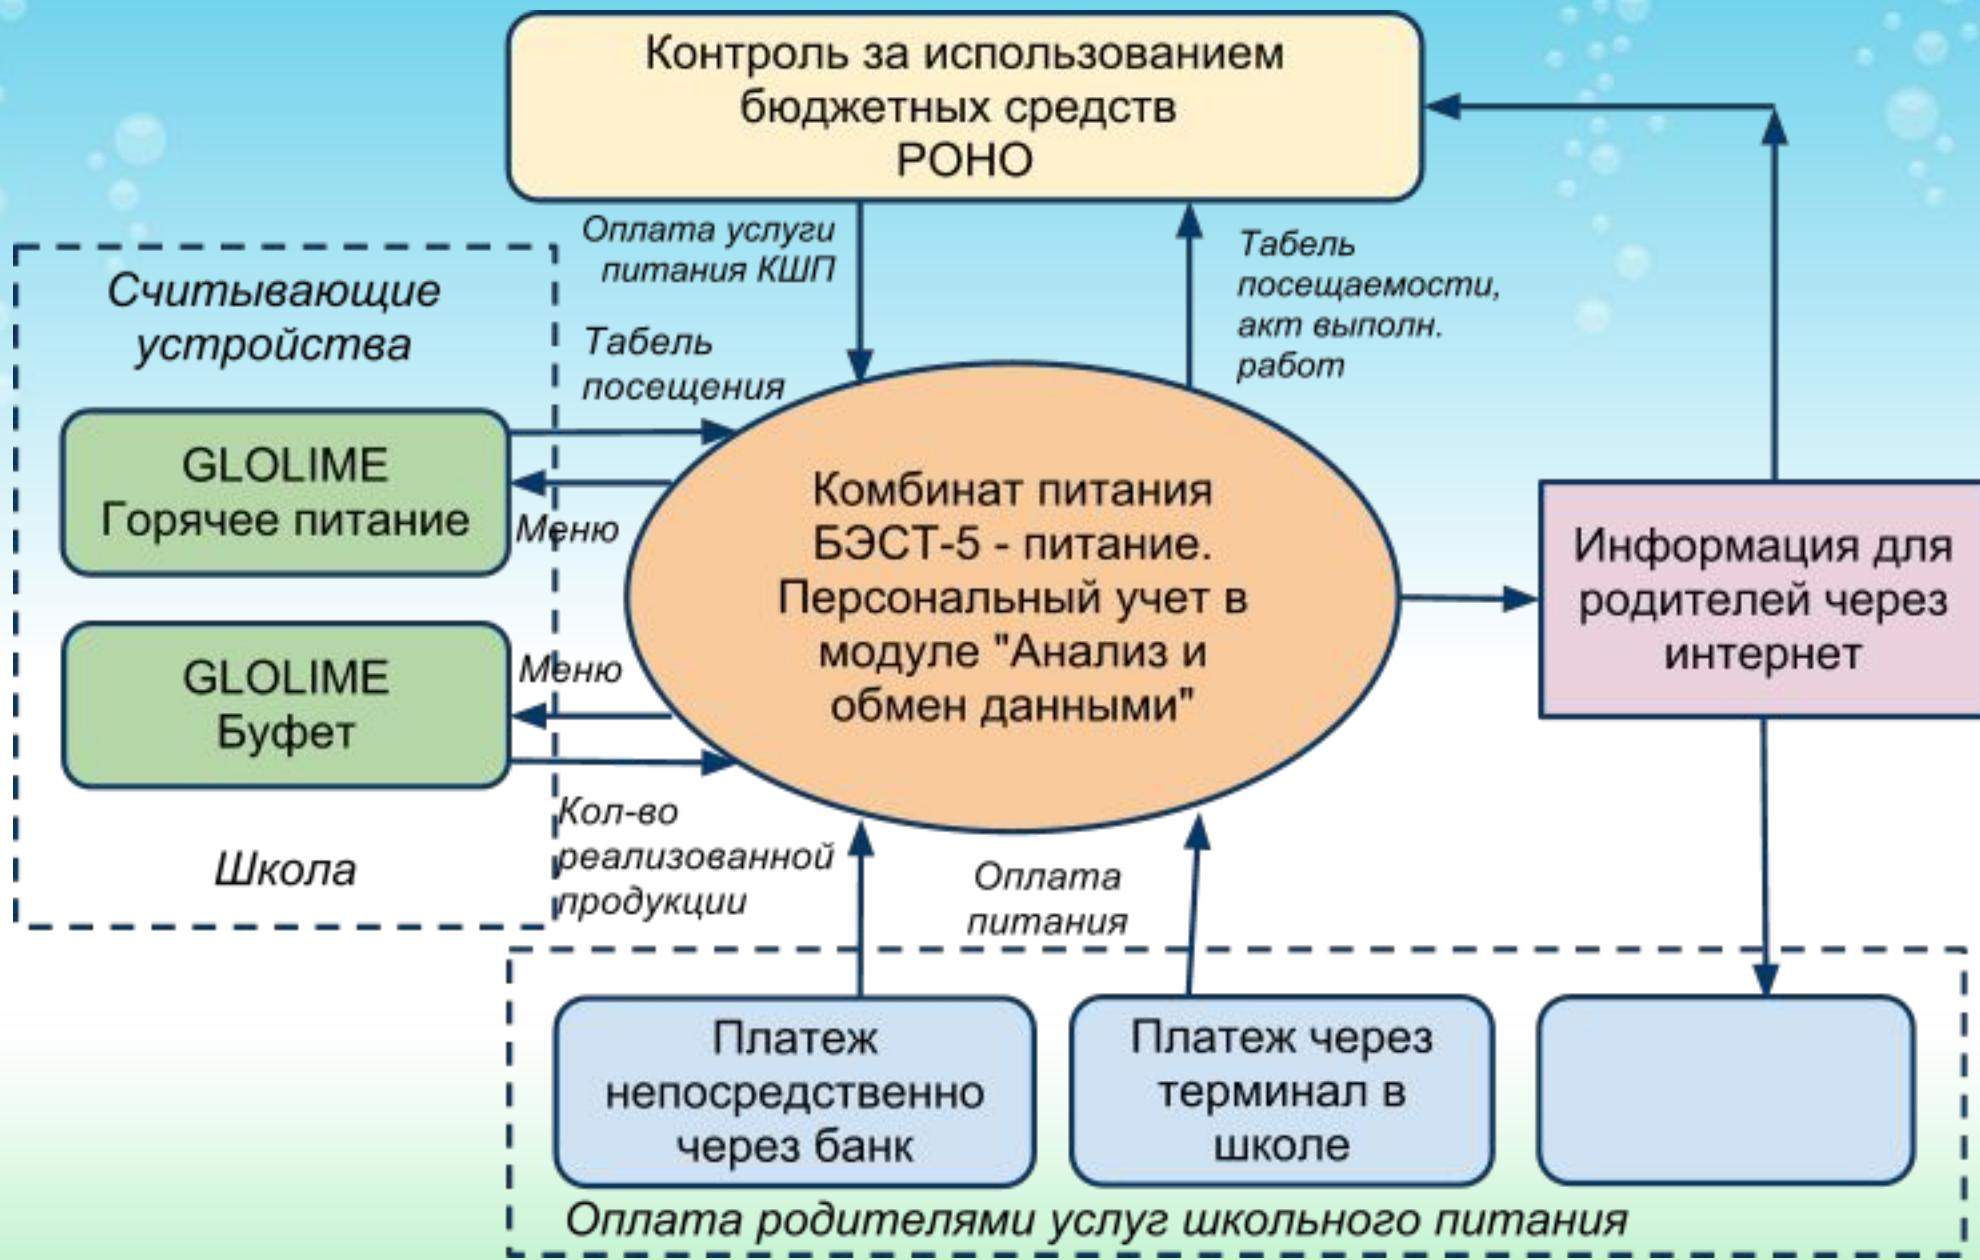 Контроль за использованием
бюджетных средств
РОНО
Оплата услуги
питания КШП
Табель
посещаемости,
акт выполн.
работ
Считывающие
устройства
Табель
посещения
GLOLIME
Горячее питание
Меню
Комбинат питания
БЭСТ-5 - питание.
Персональный учет в
модуле "Анализ и
обмен данными"
Информация для
родителей через
интернет
GLOLIME
Буфет
Меню
Кол-во
реализованной
продукции
Школа
Оплата
питания
Платеж
непосредственно
через банк
Платеж через
терминал в
школе
Оплата родителями услуг школьного питания